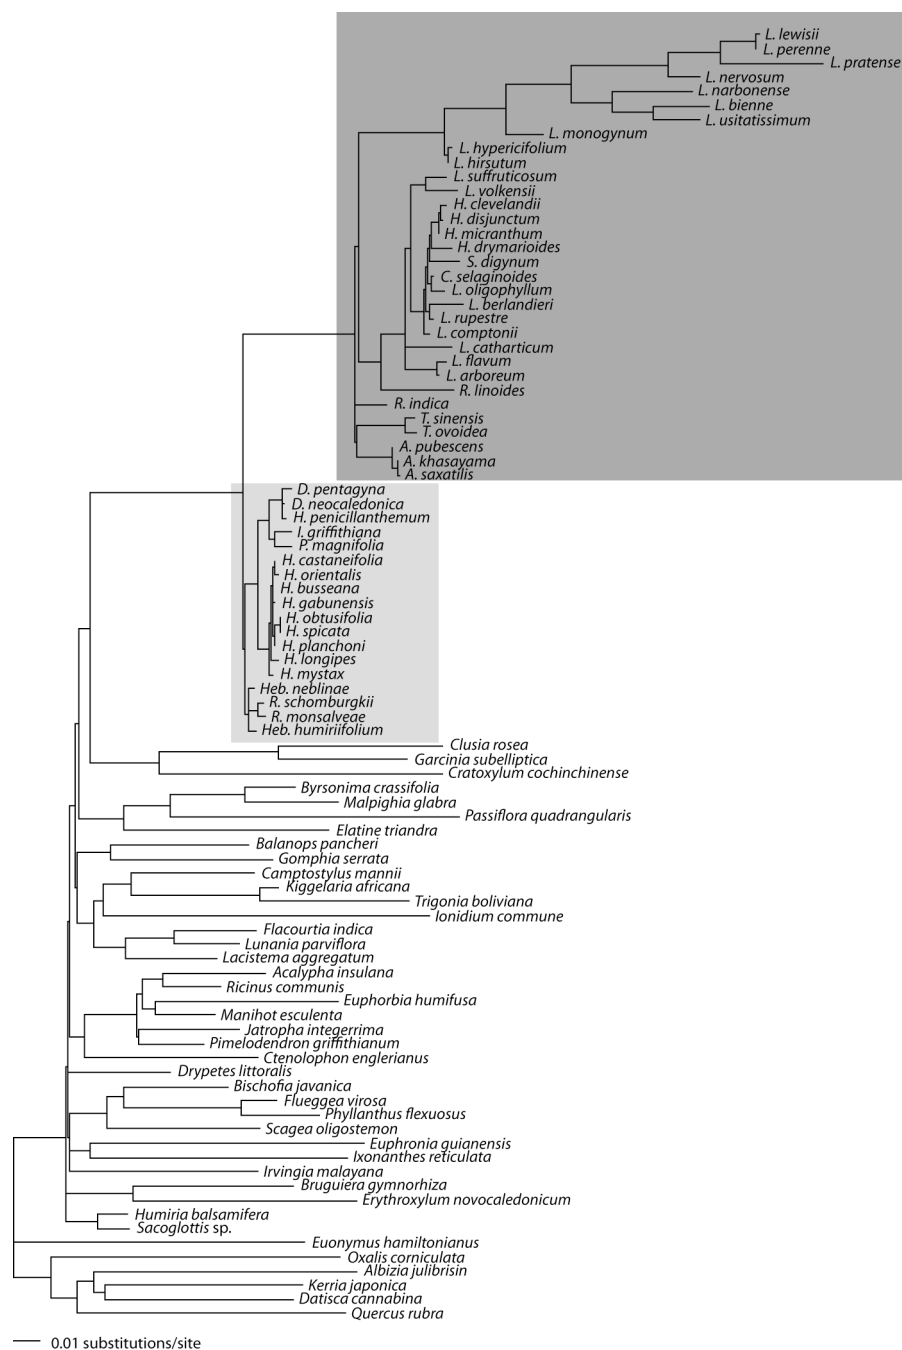 L. lewisii
L. perenne
L. pratense
L. nervosum
L. narbonense
L. bienne
L. usitatissimum
L. monogynum
L. hypericifolium
L. hirsutum
L. suffruticosum
L. volkensii
H. clevelandii
H. disjunctum
H. micranthum
H. drymarioides
S. digynum
C. selaginoides
L. oligophyllum
L. berlandieri
L. rupestre
L. comptonii
L. catharticum
L. flavum
L. arboreum
R. linoides
R. indica
T. sinensis
T. ovoidea
A. pubescens
A. khasayama
A. saxatilis
D. pentagyna
D. neocaledonica
H. penicillanthemum
I. griffithiana
P. magnifolia
H. castaneifolia
H. orientalis
H. busseana
H. gabunensis
H. obtusifolia
H. spicata
H. planchoni
H. longipes
H. mystax
Heb. neblinae
R. schomburgkii
R. monsalveae
Heb. humiriifolium
Clusia rosea
Garcinia subelliptica
Cratoxylum cochinchinense
Byrsonima crassifolia
Malpighia glabra
Passiflora quadrangularis
Elatine triandra
Balanops pancheri
Gomphia serrata
Camptostylus mannii
Kiggelaria africana
Trigonia boliviana
Ionidium commune
Flacourtia indica
Lunania parviflora
Lacistema aggregatum
Acalypha insulana
Ricinus communis
Euphorbia humifusa
Manihot esculenta
Jatropha integerrima
Pimelodendron griffithianum
Ctenolophon englerianus
Drypetes littoralis
Bischofia javanica
Flueggea virosa
Phyllanthus flexuosus
Scagea oligostemon
Euphronia guianensis
Ixonanthes reticulata
Irvingia malayana
Bruguiera gymnorhiza
Erythroxylum novocaledonicum
Humiria balsamifera
Sacoglottis sp.
Euonymus hamiltonianus
Oxalis corniculata
Albizia julibrisin
Kerria japonica
Datisca cannabina
Quercus rubra
0.01 substitutions/site